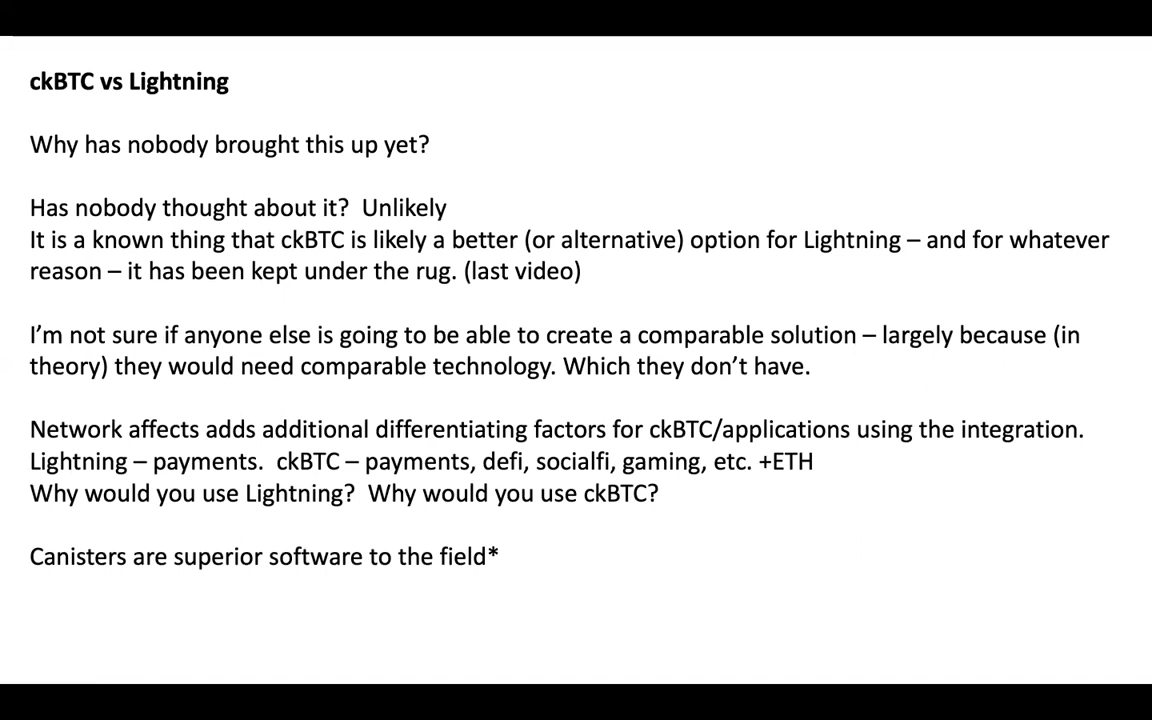 ckBTC vs Lightning
Why has nobody brought this up yet?
Has nobody thought about it?  Unlikely
It is a known thing that ckBTC is likely a better (or alternative) option for Lightning – and for whatever
reason – it has been kept under the rug. (last video)
I’m not sure if anyone else is going to be able to create a comparable solution – largely because (in
theory) they would need comparable technology. Which they don’t have.
Network affects adds additional differentiating factors for ckBTC/applications using the integration.
Lightning – payments.  ckBTC – payments, defi, socialfi, gaming, etc. +ETH
Why would you use Lightning?  Why would you use ckBTC?
Canisters are superior software to the field*